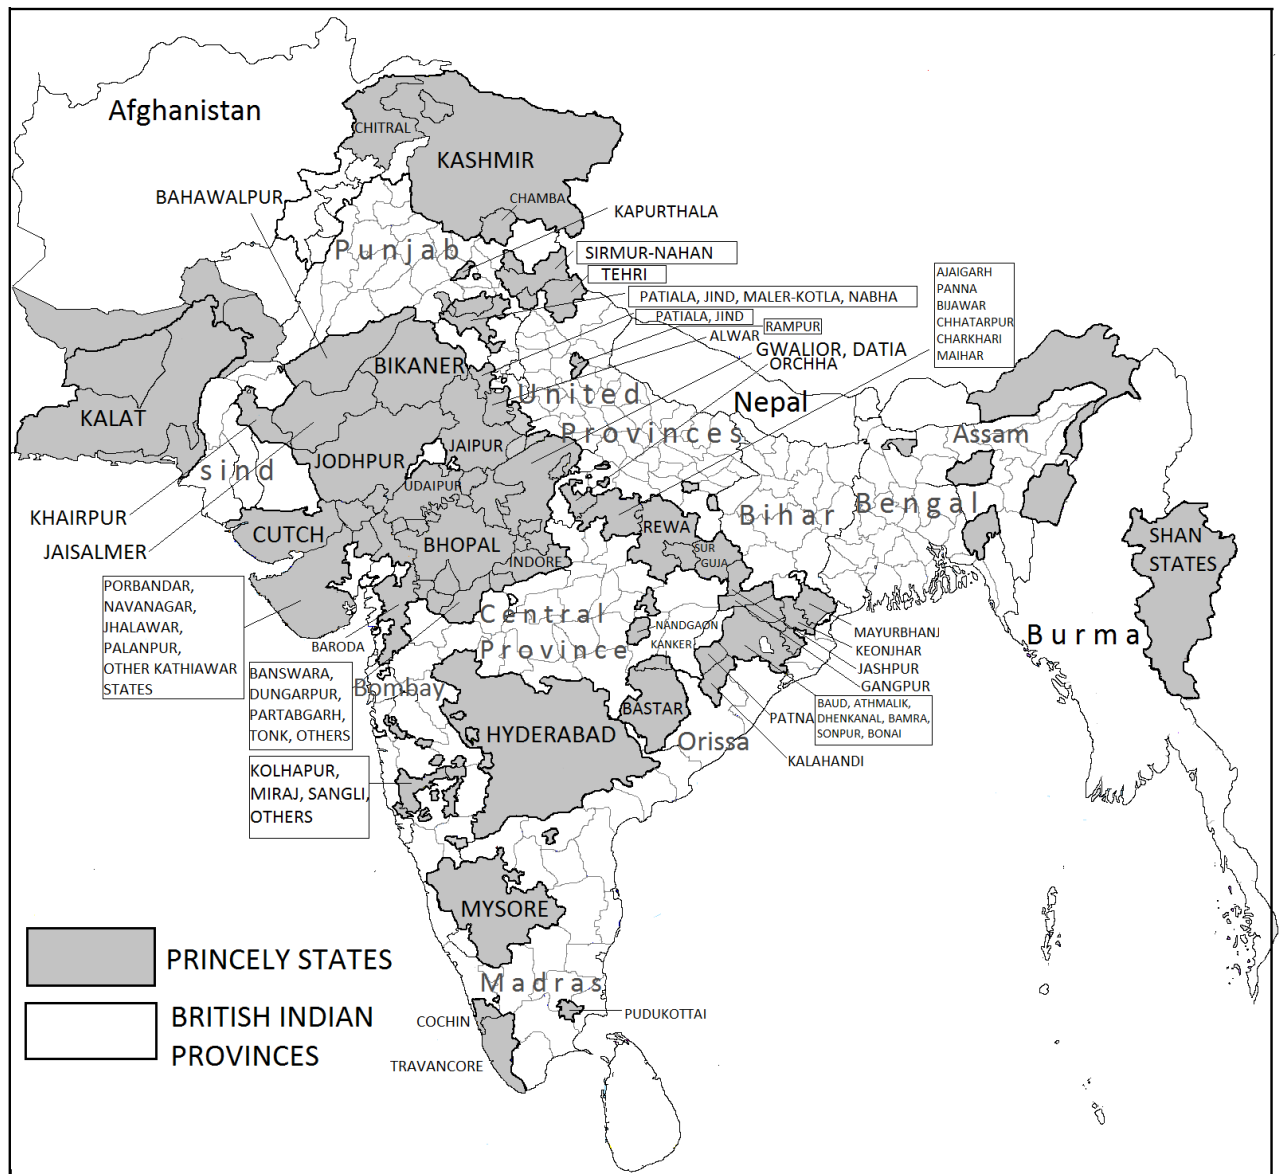 Afghanistan
CHITRAL
KASHMIR
BAHAWALPUR
CHAMBA
KAPURTHALA
Punjab
SIRMUR-NAHAN
TEHRI
AJAIGARH
PANNA
BIJAWAR
CHHATARPUR
CHARKHARI
MAIHAR
PATIALA, JIND, MALER-KOTLA, NABHA
PATIALA, JIND
RAMPUR
ALWAR
GWALIOR, DATIA
ORCHHA
BIKANER
United
Provinces
Nepal
KALAT
JAIPUR
Assam
sind
JODHPUR
UDAIPUR
KHAIRPUR
JAISALMER
CUTCH
BHOPAL
INDORE
REWA
SUR
GUJA
Bihar
Bengal
SHAN
STATES
PORBANDAR,
NAVANAGAR,
JHALAWAR,
PALANPUR,
OTHER KATHIAWAR
STATES
BARODA
Central
Province
NANDGAON
KANKER
MAYURBHANJ
KEONJHAR
JASHPUR
GANGPUR
Burma
BANSWARA,
DUNGARPUR,
PARTABGARH,
TONK, OTHERS
Bombay
HYDERABAD
BASTAR
Orissa
PATNA
BAUD, ATHMALIK,
DHENKANAL, BAMRA,
SONPUR, BONAI
KALAHANDI
KOLHAPUR,
MIRAJ, SANGLI,
OTHERS
MYSORE
Madras
COCHIN
TRAVANCORE
PUDUKOTTAI
PRINCELY STATES
BRITISH INDIAN
PROVINCES